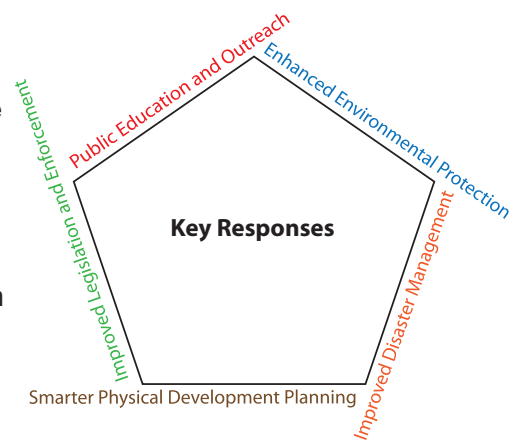 Public Education and Outreach
Enhanced Environmental Protection
Improved Legislation and Enforcement
Key Responses
Improved Disaster Management
Smarter Physical Development Planning